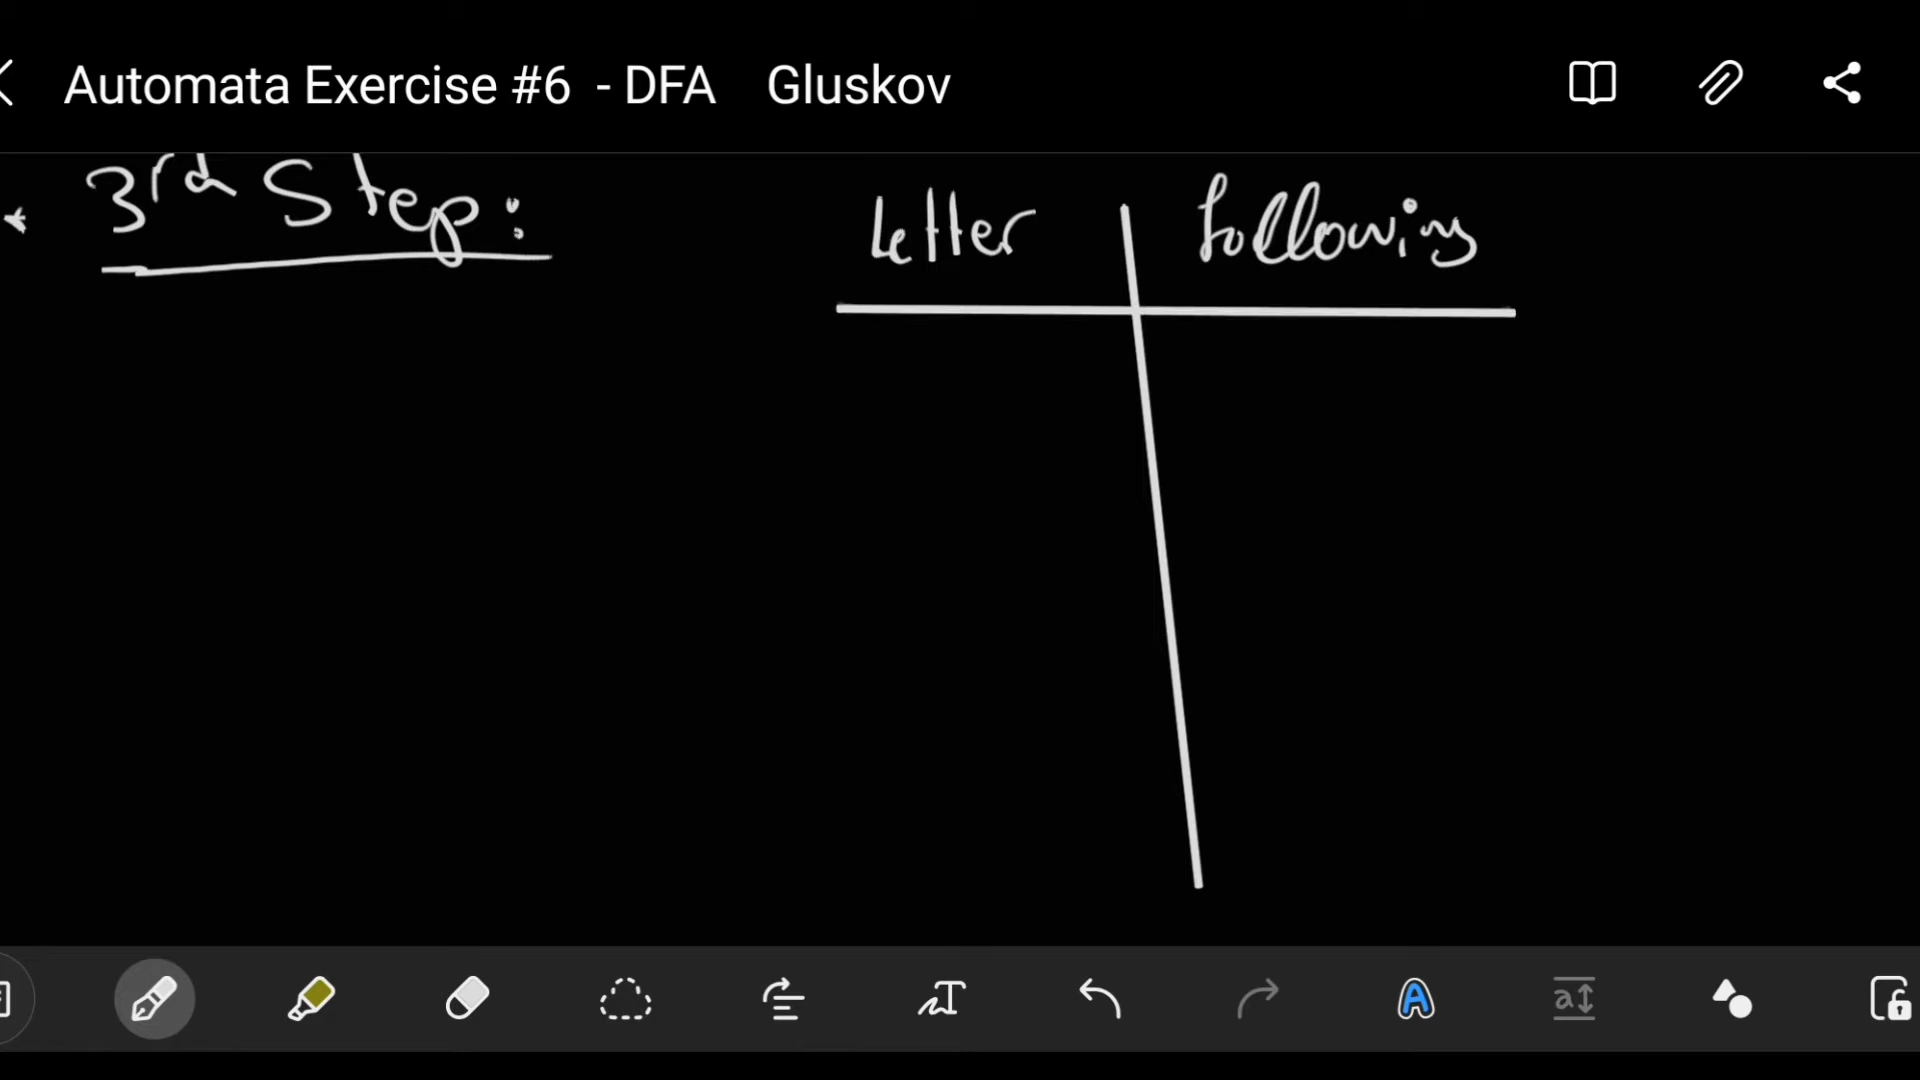 Automata Exercise #6 - DFA Gluskov
* 3rd Step:
letter following